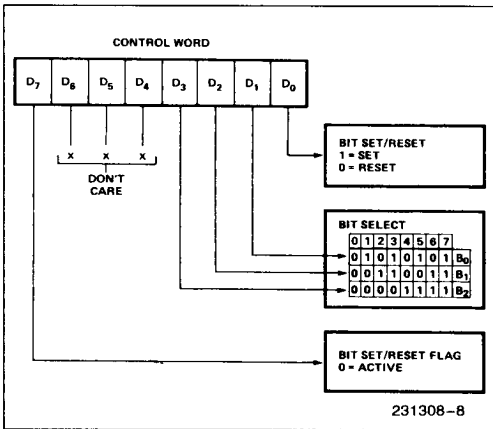 CONTROL WORD
D7 D6 D5 D4 D3 D2 D1 D0
X X X
DON'T
CARE
BIT SET/RESET
1 = SET
0 = RESET
BIT SELECT
0 1 2 3 4 5 6 7
0 1 0 1 0 1 0 1 B0
0 0 1 1 0 0 1 1 B1
0 0 0 0 1 1 1 1 B2
BIT SET/RESET FLAG
0 = ACTIVE
231308-8